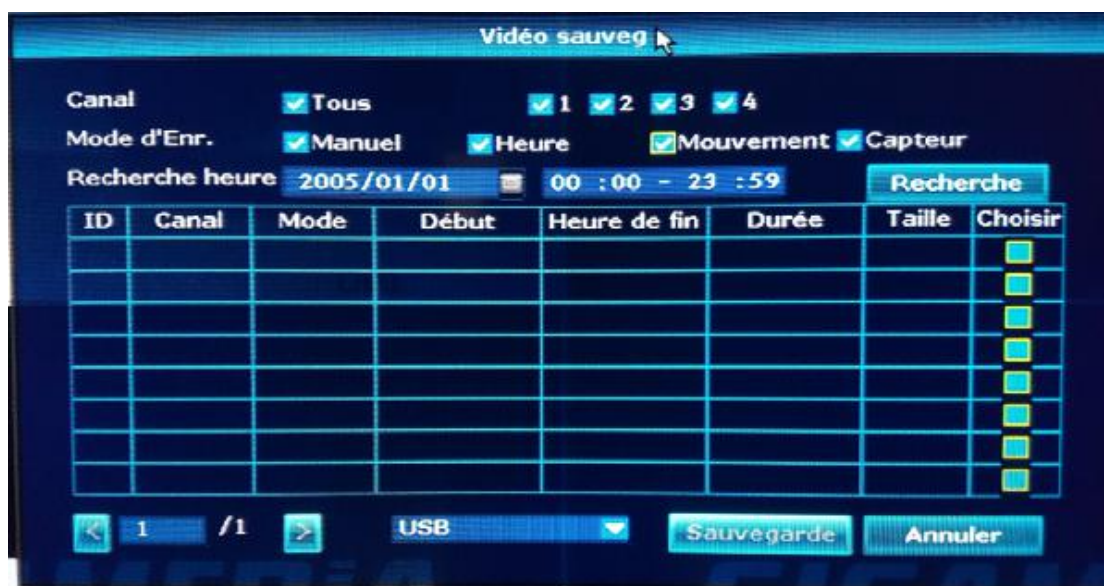 Vidéo sauveg
Canal Tous 1 2 3 4
Mode d'Enr. Manuel Heure Mouvement Capteur
Recherche heure 2005/01/01 00 :00 - 23 :59 Recherche
ID Canal Mode Début Heure de fin Durée Taille Choisir
< 1 /1 > USB Sauvegarde Annuler